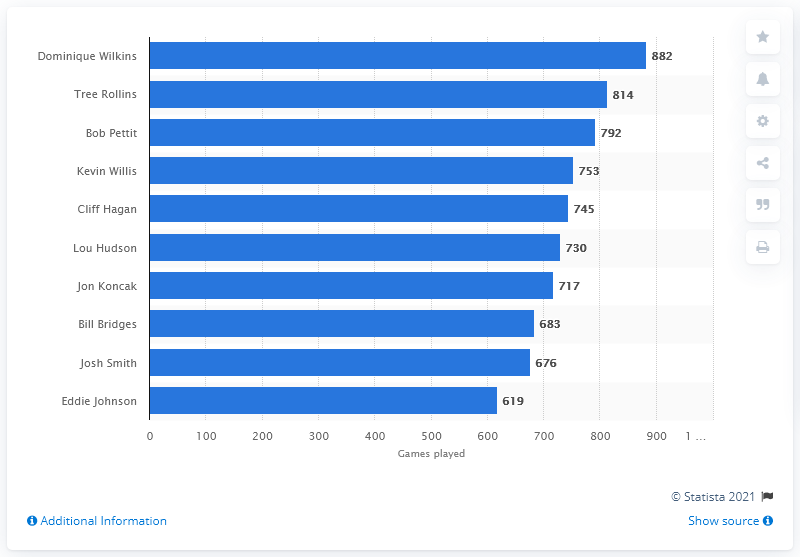 Dominique Wilkins 882
Tree Rollins 814
Bob Pettit 792
Kevin Willis 753
Cliff Hagan 745
Lou Hudson 730
Jon Koncak 717
Bill Bridges 683
Josh Smith 676
Eddie Johnson 619
0 100 200 300 400 500 600 700 800 900 1 ...
Games played
© Statista 2021
Additional Information Show source